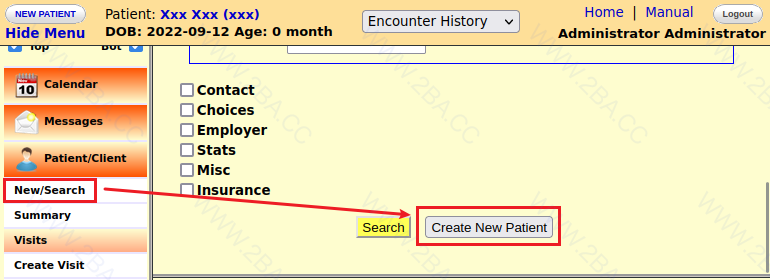 NEW PATIENT
Hide Menu
Patient: Xxx Xxx (xxx)
DOB: 2022-09-12 Age: 0 month
Encounter History
Home | Manual
Logout
Administrator Administrator
Top Bot
Calendar
Messages
Patient/Client
New/Search
Summary
Visits
Create Visit
Contact
Choices
Employer
Stats
Misc
Insurance
Search
Create New Patient
WWW.2BA.CC